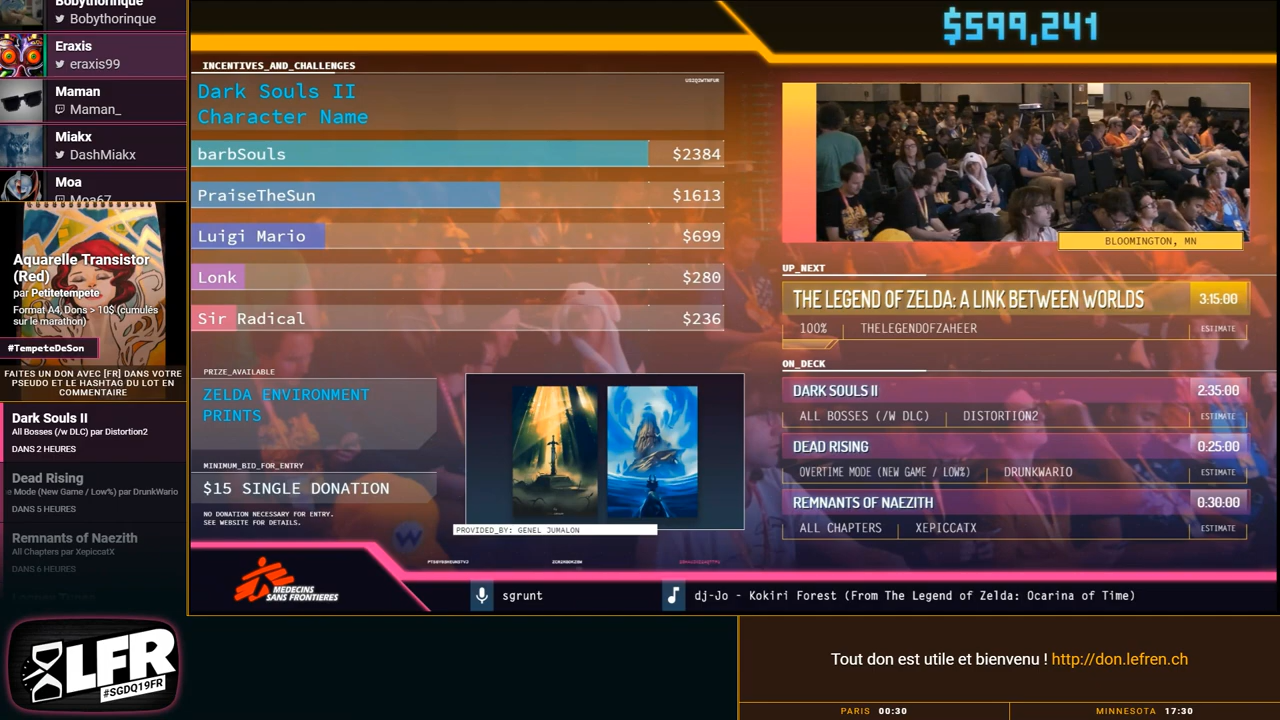 Bobythorinque
Bobythorinque
Eraxis
eraxis99
Maman
Maman_
Miakx
DashMiakx
Moa
Moa67
Aquarelle Transistor
(Red)
par Petitetempete
Format A4, Dons > 10$ (cumulés
sur le marathon)
#TempeteDeSon
FAITES UN DON AVEC [FR] DANS VOTRE
PSEUDO ET LE HASHTAG DU LOT EN
COMMENTAIRE
Dark Souls II
All Bosses (/w DLC) par Distortion2
DANS 2 HEURES
Dead Rising
e Mode (New Game / Low%) par DrunkWario
DANS 5 HEURES
Remnants of Naezith
All Chapters par XepiccatX
DANS 6 HEURES
LFR
#SGDQ19FR
$599,241
INCENTIVES_AND_CHALLENGES
Dark Souls II
Character Name
barbSouls $2384
PraiseTheSun $1613
Luigi Mario $699
Lonk $280
Sir Radical $236
PRIZE_AVAILABLE
ZELDA ENVIRONMENT
PRINTS
MINIMUM_BID_FOR_ENTRY
$15 SINGLE DONATION
NO DONATION NECESSARY FOR ENTRY.
SEE WEBSITE FOR DETAILS.
PROVIDED_BY: GENEL JUMALON
BLOOMINGTON, MN
UP_NEXT
THE LEGEND OF ZELDA: A LINK BETWEEN WORLDS 3:15:00
100% THELEGENDOFZAHEER ESTIMATE
ON_DECK
DARK SOULS II 2:35:00
ALL BOSSES (/W DLC) DISTORTION2 ESTIMATE
DEAD RISING 0:25:00
OVERTIME MODE (NEW GAME / LOW%) DRUNKWARIO ESTIMATE
REMNANTS OF NAEZITH 0:30:00
ALL CHAPTERS XEPICCATX ESTIMATE
MEDECINS
SANS FRONTIERES
sgrunt
dj-Jo - Kokiri Forest (From The Legend of Zelda: Ocarina of Time)
Tout don est utile et bienvenu ! http://don.lefren.ch
PARIS 00:30
MINNESOTA 17:30